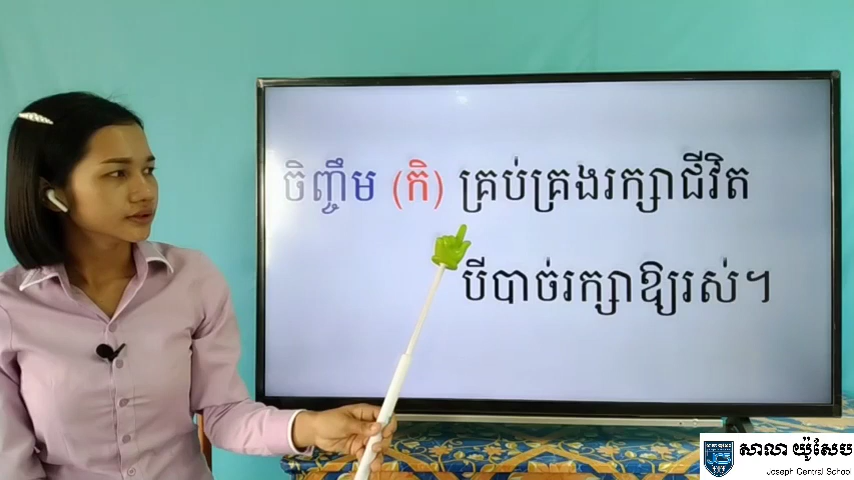 ចិញ្ចឹម (កិ) គ្រប់គ្រងរក្សាជីវិត
បីបាច់រក្សាឱ្យរស់។
សាលា យ៉ូសែប
Joseph Central School